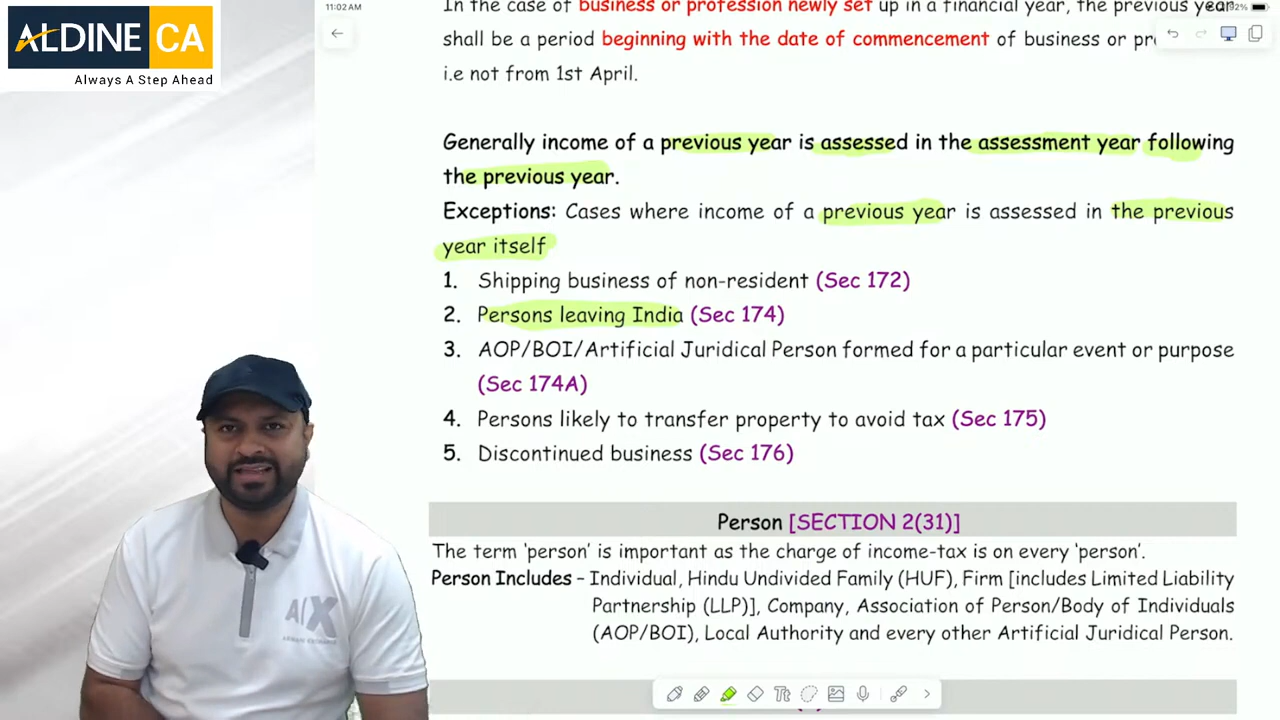 ALDINE CA
Always A Step Ahead
11:02 AM
92%
In the case of business or profession newly set up in a financial year, the previous year
shall be a period beginning with the date of commencement of business or
i.e not from 1st April.
Generally income of a previous year is assessed in the assessment year following
the previous year.
Exceptions: Cases where income of a previous year is assessed in the previous
year itself
1. Shipping business of non-resident (Sec 172)
2. Persons leaving India (Sec 174)
3. AOP/BOI/Artificial Juridical Person formed for a particular event or purpose
(Sec 174A)
4. Persons likely to transfer property to avoid tax (Sec 175)
5. Discontinued business (Sec 176)
Person [SECTION 2(31)]
The term 'person' is important as the charge of income-tax is on every 'person'.
Person Includes – Individual, Hindu Undivided Family (HUF), Firm [includes Limited Liability
Partnership (LLP)], Company, Association of Person/Body of Individuals
(AOP/BOI), Local Authority and every other Artificial Juridical Person.
A|X
ARMANI EXCHANGE
Tt